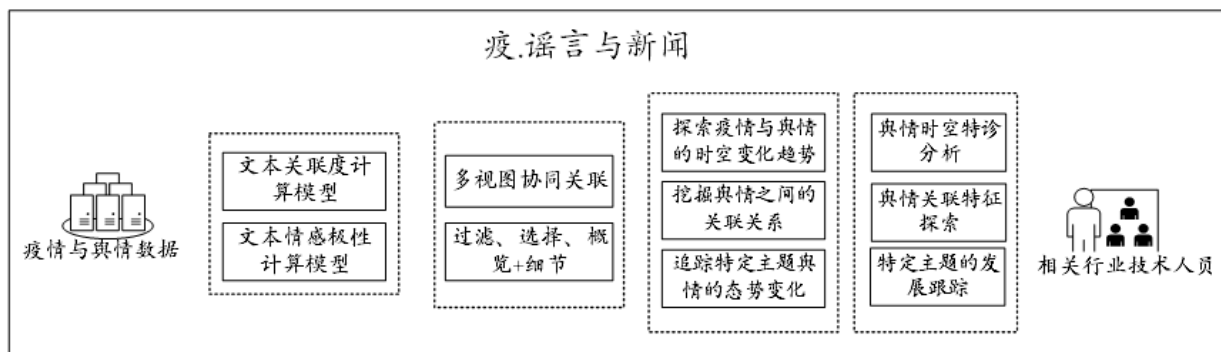 疫.谣言与新闻
疫情与舆情数据
文本关联度计
算模型
文本情感极性
计算模型
多视图协同关联
过滤、选择、概
览+细节
探索疫情与舆情
的时空变化趋势
挖掘舆情之间的
关联关系
追踪特定主题舆
情的态势变化
舆情时空特诊
分析
舆情关联特征
探索
特定主题的发
展跟踪
相关行业技术人员